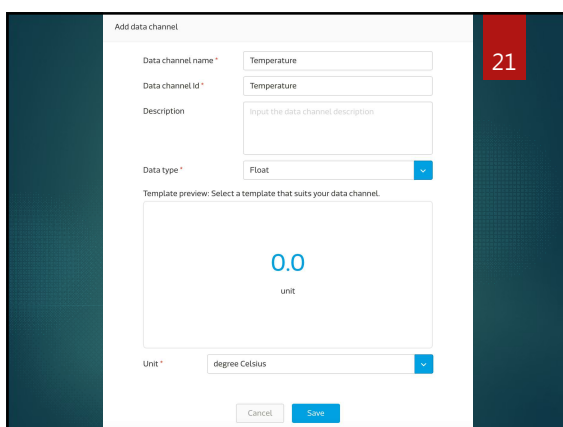 Add data channel
21
Data channel name *
Temperature
Data channel Id *
Temperature
Description
Input the data channel description
Data type *
Float
Template preview: Select a template that suits your data channel.
0.0
unit
Unit *
degree Celsius
Cancel
Save